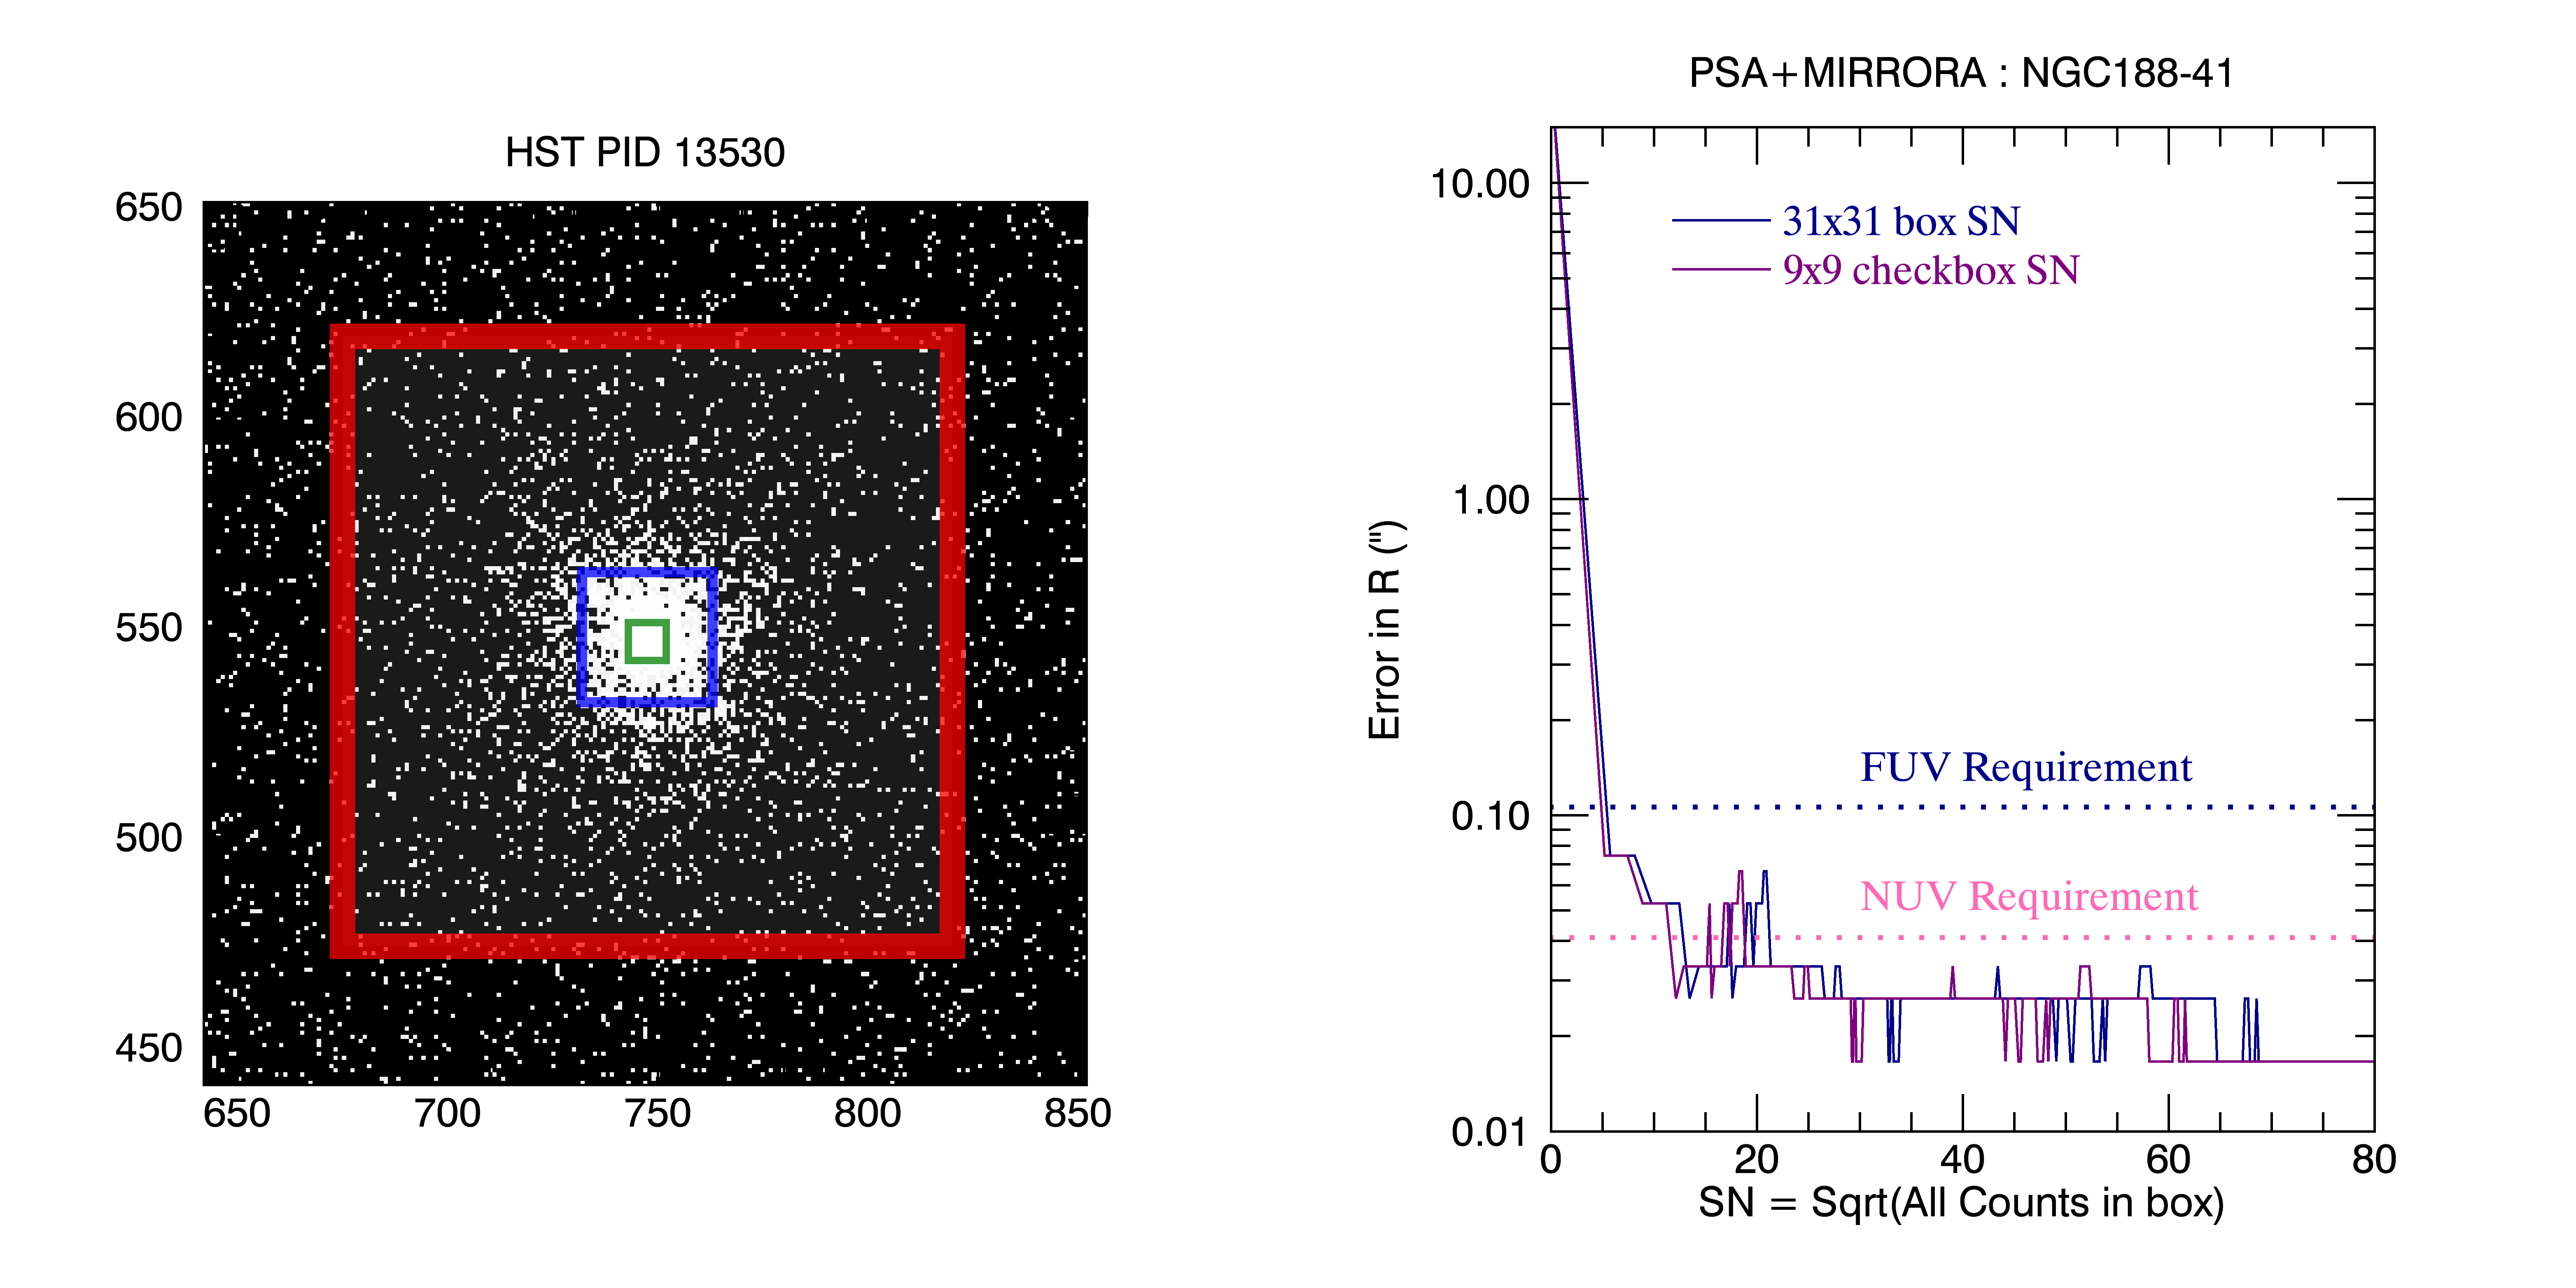 HST PID 13530
650
600
550
500
450
650 700 750 800 850
PSA+MIRRORA : NGC188-41
10.00
1.00
0.10
0.01
Error in R (")
31x31 box SN
9x9 checkbox SN
FUV Requirement
NUV Requirement
0 20 40 60 80
SN = Sqrt(All Counts in box)